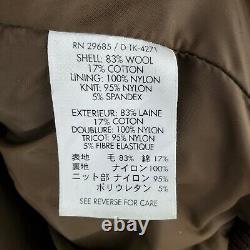 RN 29685 / D-TK-4271
SHELL: 83% WOOL
17% COTTON
LINING: 100% NYLON
KNIT: 95% NYLON
5% SPANDEX
EXTERIEUR: 83% LAINE
17% COTON
DOUBLURE: 100% NYLON
TRICOT: 95% NYLON
5% FIBRE ELASTIQUE
表地 毛 83% 綿 17%
裏地 ナイロン 100%
ニット部 ナイロン 95%
ポリウレタン 5%
SEE REVERSE FOR CARE